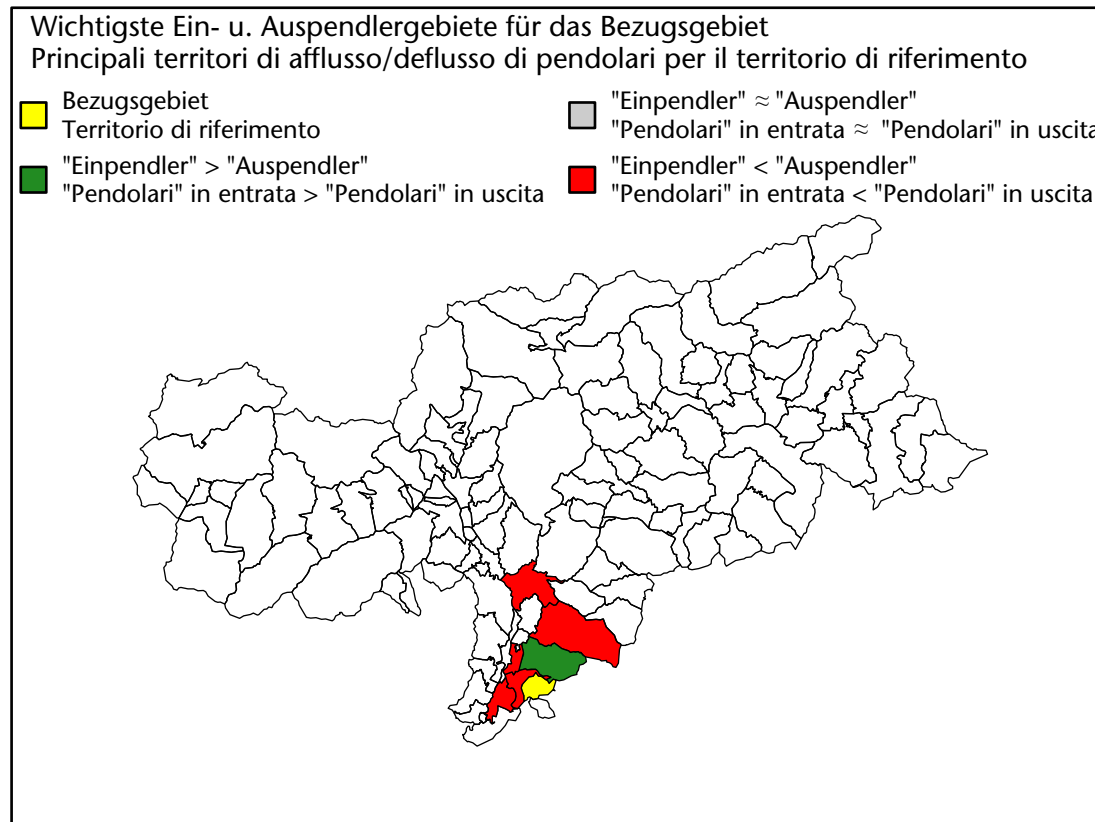 Wichtigste Ein- u. Auspendlergebiete für das Bezugsgebiet
Principali territori di afflusso/deflusso di pendolari per il territorio di riferimento
Bezugsgebiet
Territorio di riferimento
"Einpendler" > "Auspendler"
"Pendolari" in entrata > "Pendolari" in uscita
"Einpendler" ≈ "Auspendler"
"Pendolari" in entrata ≈ "Pendolari" in uscita
"Einpendler" < "Auspendler"
"Pendolari" in entrata < "Pendolari" in uscita